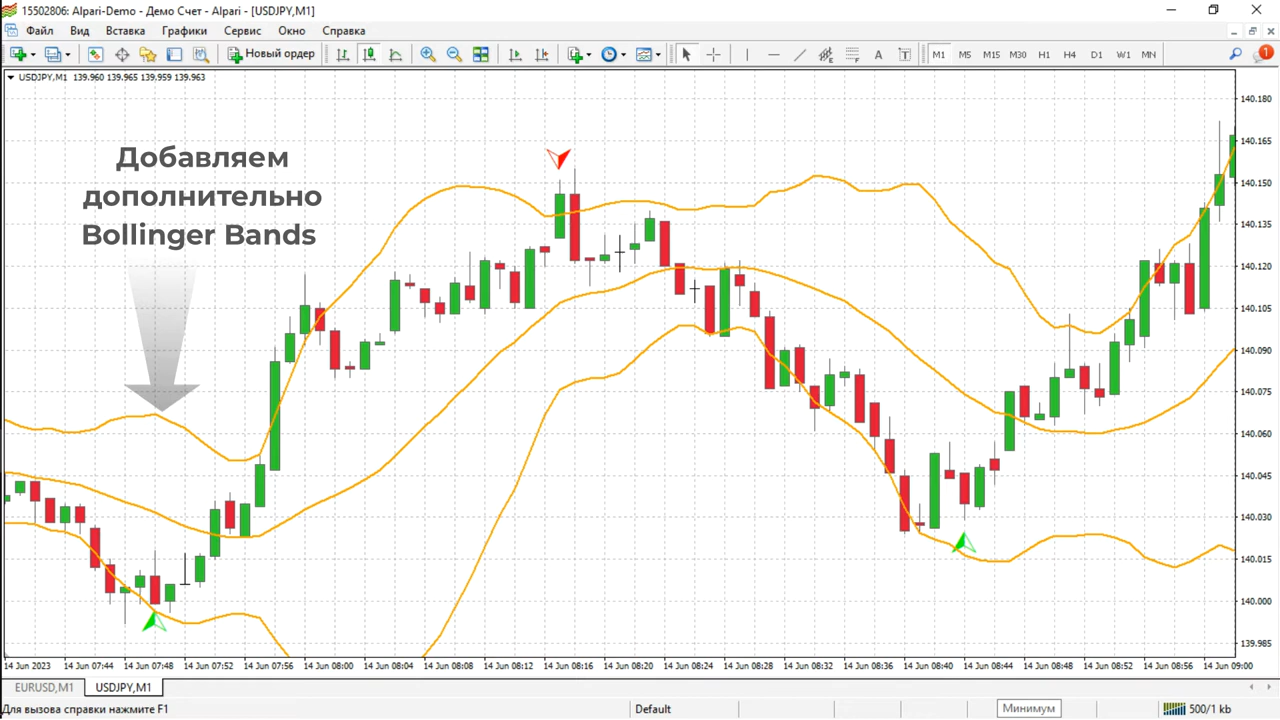 15502806: Alpari-Demo - Демо Счет - Alpari - [USDJPY,M1]
Файл Вид Вставка Графики Сервис Окно Справка
Новый ордер A T M1 M5 M15 M30 H1 H4 D1 W1 MN 1
USDJPY,M1 139.960 139.965 139.959 139.963
Добавляем
дополнительно
Bollinger Bands
140.180
140.165
140.150
140.135
140.120
140.105
140.090
140.075
140.060
140.045
140.030
140.015
140.000
139.985
14 Jun 2023 14 Jun 07:44 14 Jun 07:48 14 Jun 07:52 14 Jun 07:56 14 Jun 08:00 14 Jun 08:04 14 Jun 08:08 14 Jun 08:12 14 Jun 08:16 14 Jun 08:20 14 Jun 08:24 14 Jun 08:28 14 Jun 08:32 14 Jun 08:36 14 Jun 08:40 14 Jun 08:44 14 Jun 08:48 14 Jun 08:52 14 Jun 08:56 14 Jun 09:00
EURUSD,M1 USDJPY,M1
Для вызова справки нажмите F1 Default Минимум 500/1 kb